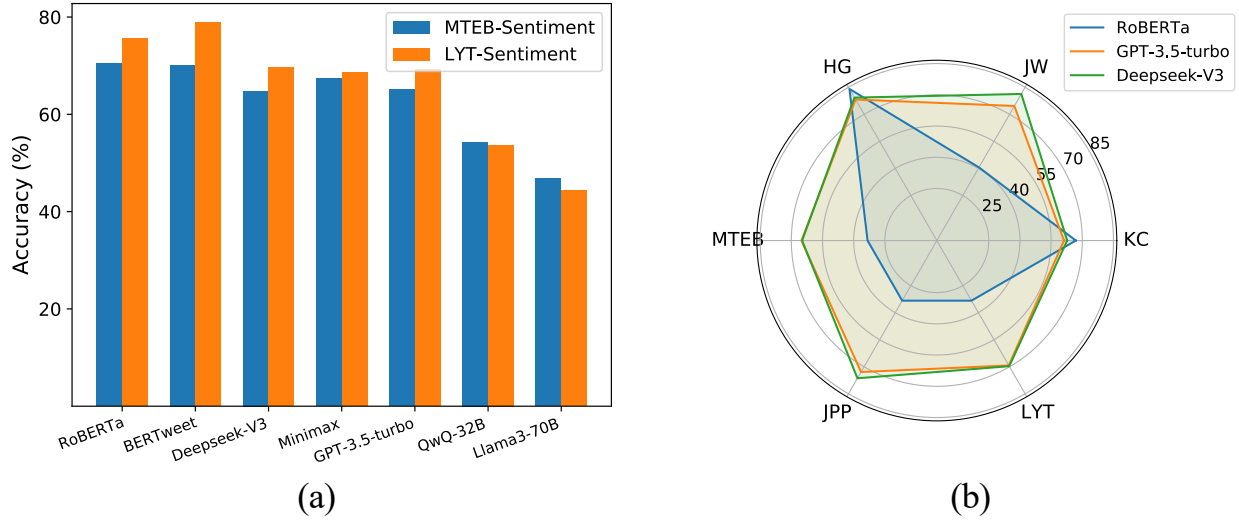 80
60
40
20
Accuracy (%)
MTEB-Sentiment
LYT-Sentiment
RoBERTa
BERTweet
Deepseek-V3
Minimax
GPT-3.5-turbo
QwQ-32B
Llama3-70B
(a)
RoBERTa
GPT-3.5-turbo
Deepseek-V3
HG
JW
85
70
55
40
25
MTEB
KC
JPP
LYT
(b)